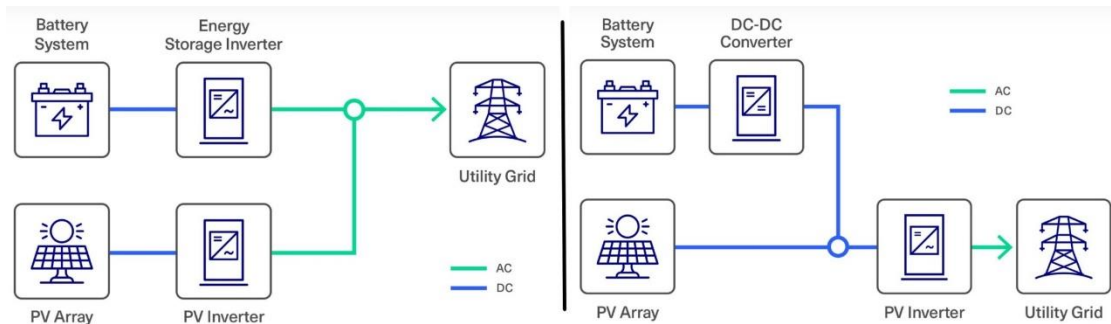 Battery
System
Energy
Storage Inverter
Utility Grid
PV Array
PV Inverter
AC
DC
Battery
System
DC-DC
Converter
AC
DC
PV Array
PV Inverter
Utility Grid